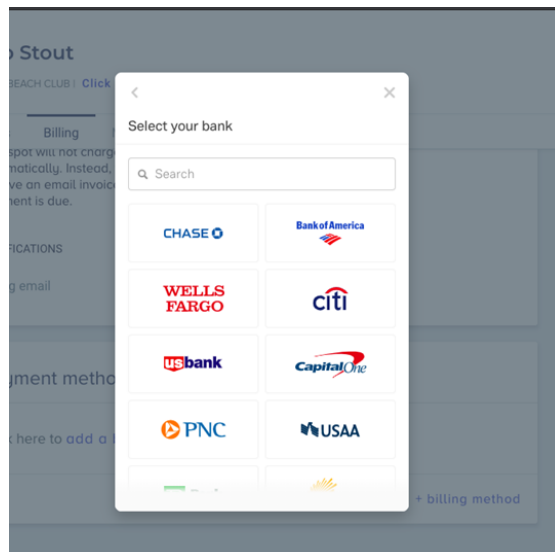 Stout
BEACH CLUB | Click
Billing
spot will not charg
matically. Instead,
ve an email invoice
ment is due.
FICATIONS
g email
yment metho
k here to add a
+ billing method
Select your bank
Search
CHASE
Bank of America
WELLS
FARGO
citi
usbank
Capital One
PNC
USAA